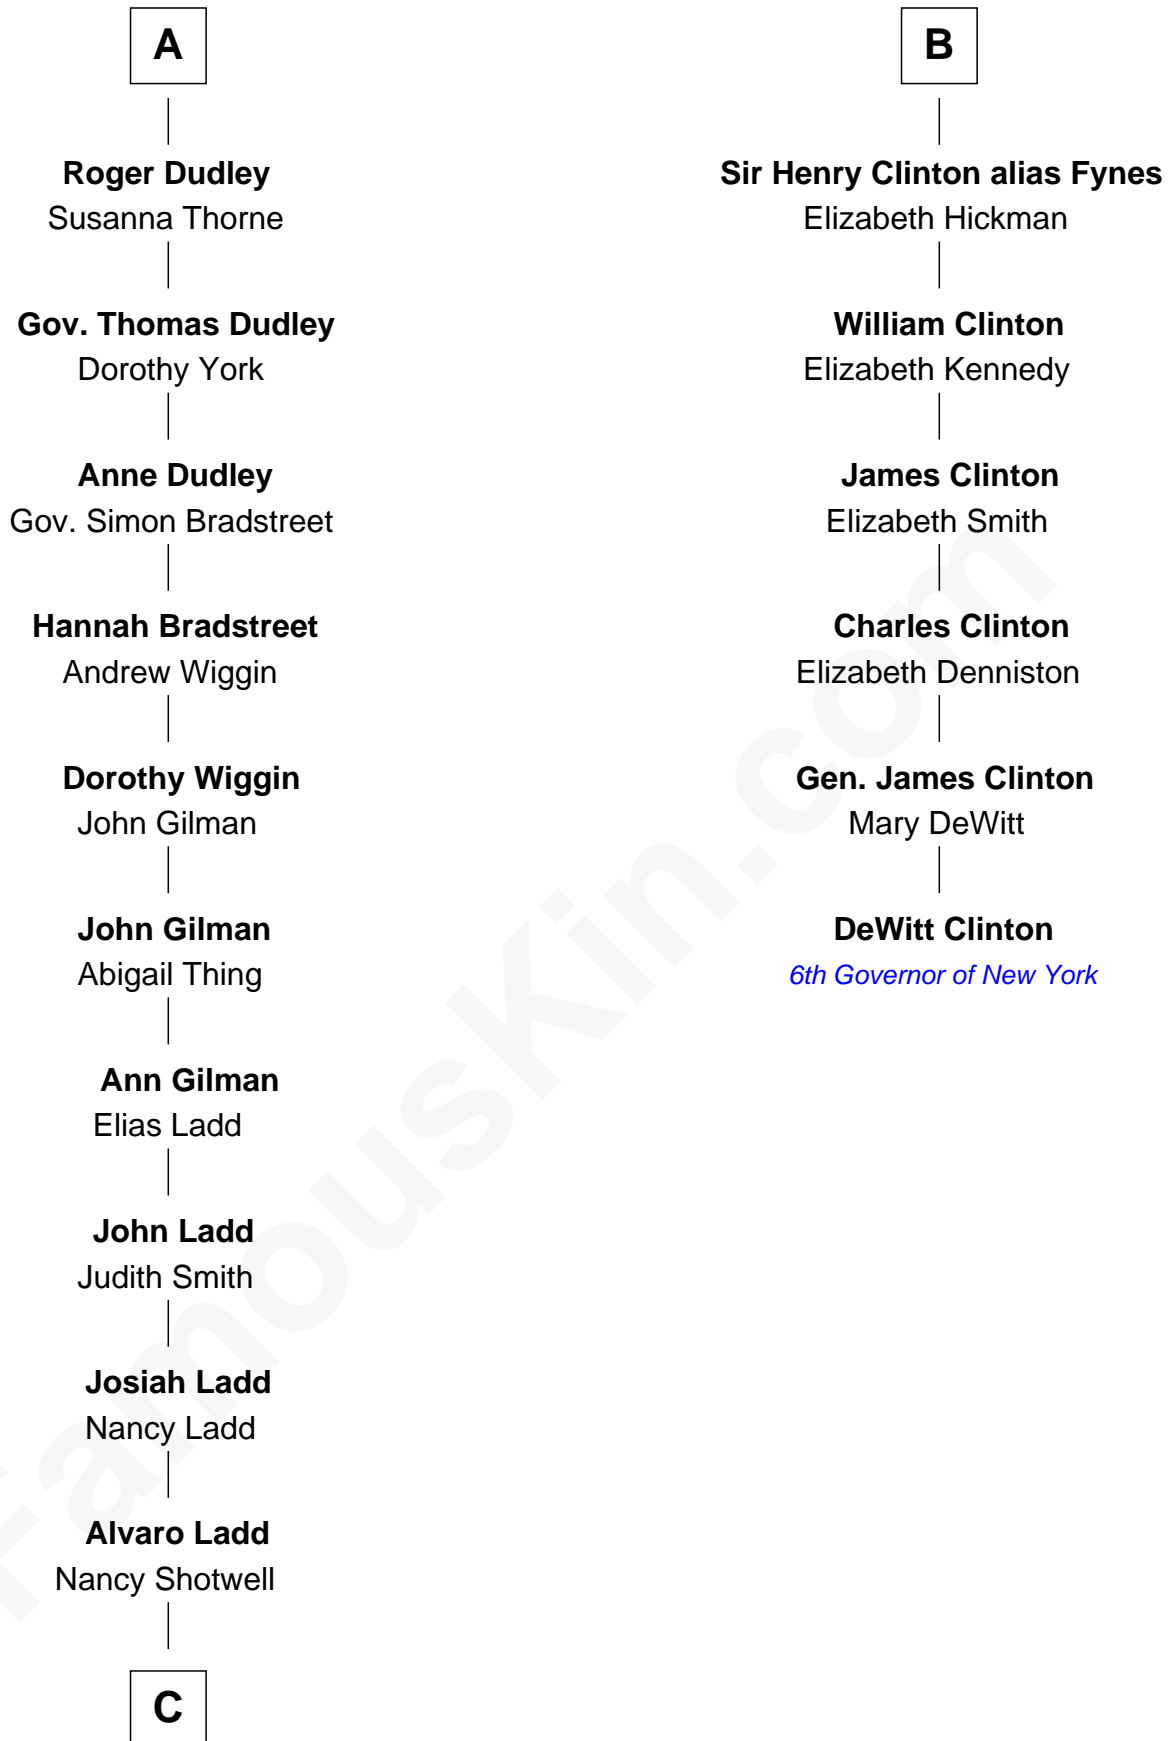 A
Roger Dudley
Susanna Thorne
Gov. Thomas Dudley
Dorothy York
Anne Dudley
Gov. Simon Bradstreet
Hannah Bradstreet
Andrew Wiggin
Dorothy Wiggin
John Gilman
John Gilman
Abigail Thing
Ann Gilman
Elias Ladd
John Ladd
Judith Smith
Josiah Ladd
Nancy Ladd
Alvaro Ladd
Nancy Shotwell
C
B
Sir Henry Clinton alias Fynes
Elizabeth Hickman
William Clinton
Elizabeth Kennedy
James Clinton
Elizabeth Smith
Charles Clinton
Elizabeth Denniston
Gen. James Clinton
Mary DeWitt
DeWitt Clinton
6th Governor of New York
FamousKin.com